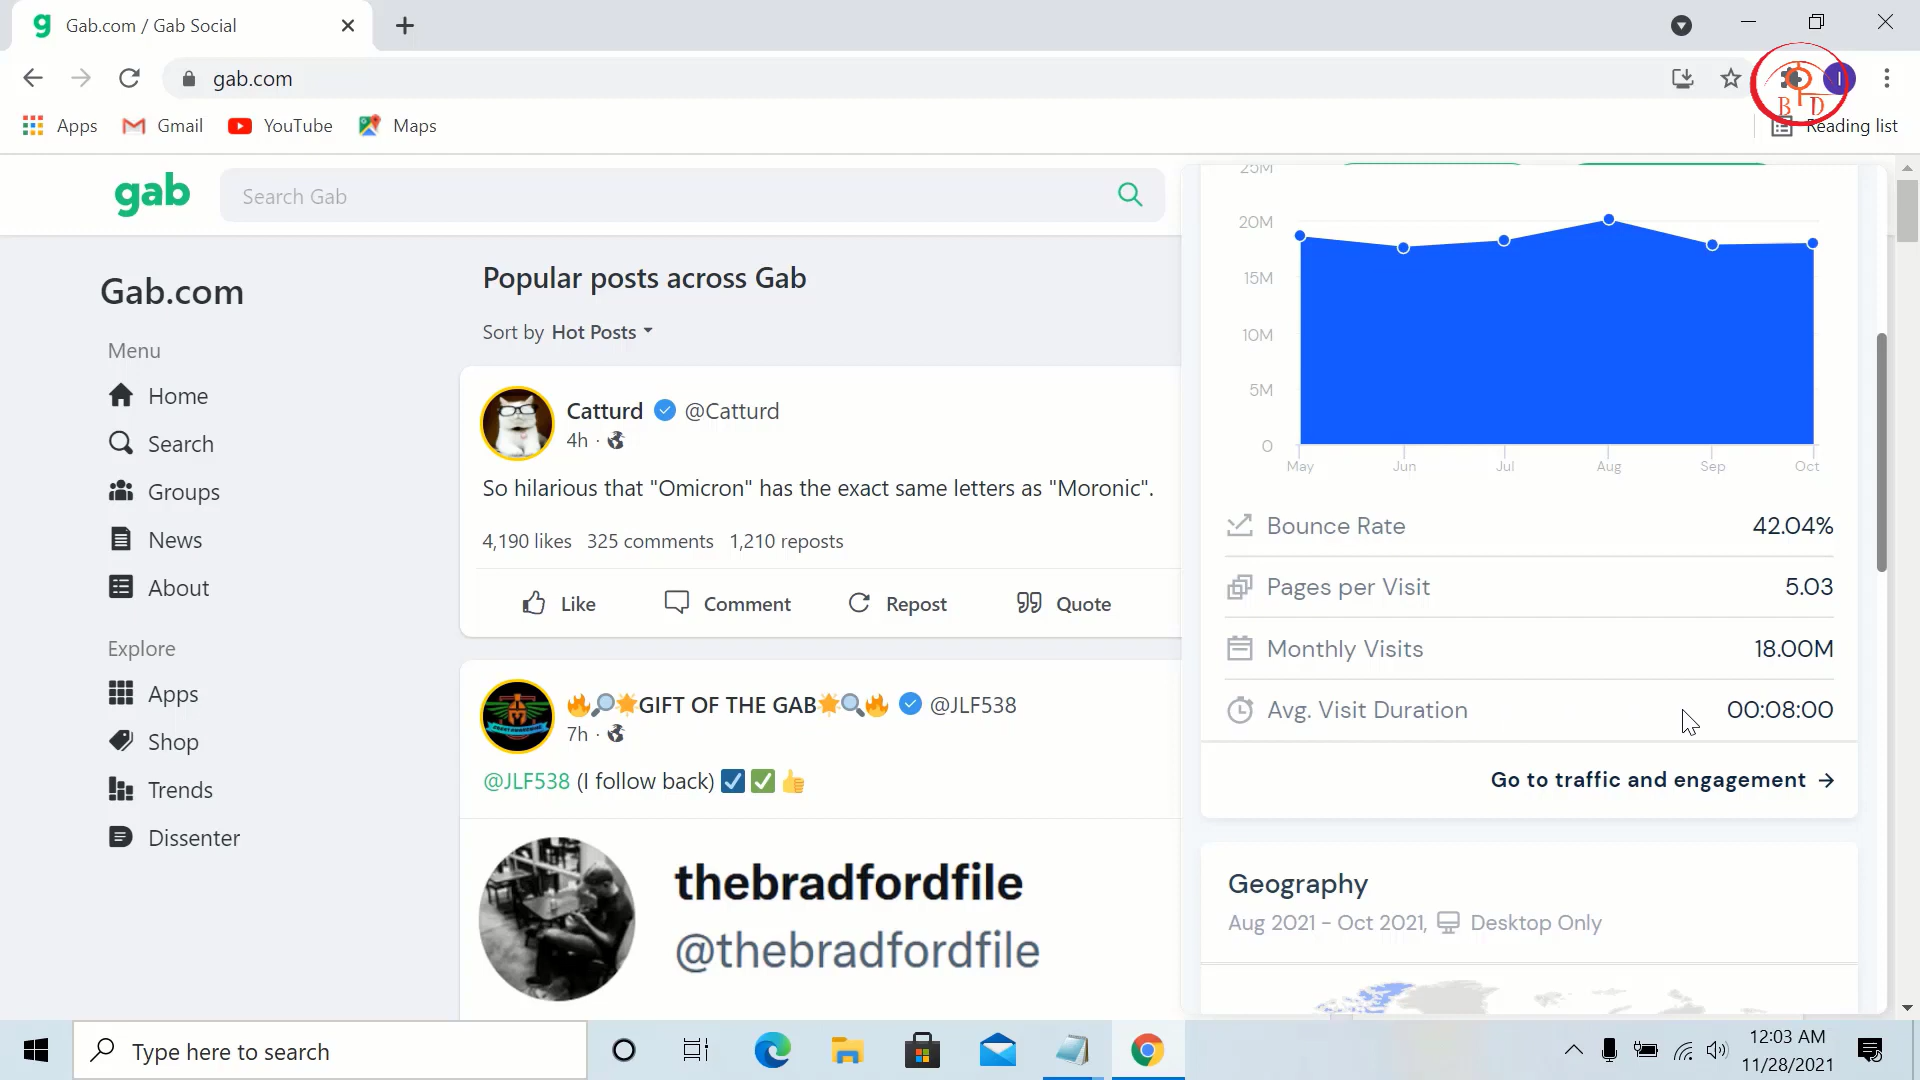 Gab.com / Gab Social
gab.com
B D
Apps
Gmail
YouTube
Maps
Reading list
gab
Search Gab
Gab.com
Menu
Home
Search
Groups
News
About
Explore
Apps
Shop
Trends
Dissenter
Popular posts across Gab
Sort by Hot Posts
Catturd @Catturd
4h ·
So hilarious that "Omicron" has the exact same letters as "Moronic".
4,190 likes 325 comments 1,210 reposts
Like Comment Repost Quote
🔥🔎🌟GIFT OF THE GAB🌟🔍🔥 @JLF538
7h ·
@JLF538 (I follow back) ☑️ ✅ 👍
thebradfordfile
@thebradfordfile
25M
20M
15M
10M
5M
0
May Jun Jul Aug Sep Oct
Bounce Rate 42.04%
Pages per Visit 5.03
Monthly Visits 18.00M
Avg. Visit Duration 00:08:00
Go to traffic and engagement →
Geography
Aug 2021 - Oct 2021, Desktop Only
Type here to search
12:03 AM
11/28/2021